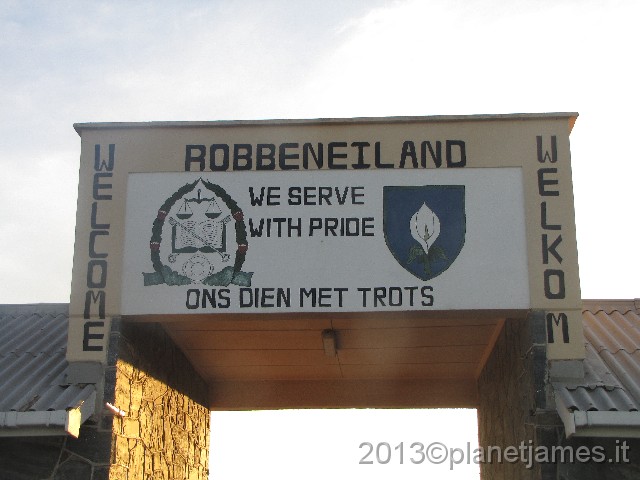 ROBBENEILAND
WELCOME
WE SERVE
WITH PRIDE
ONS DIEN MET TROTS
WELKOM
2013©planetjames.it